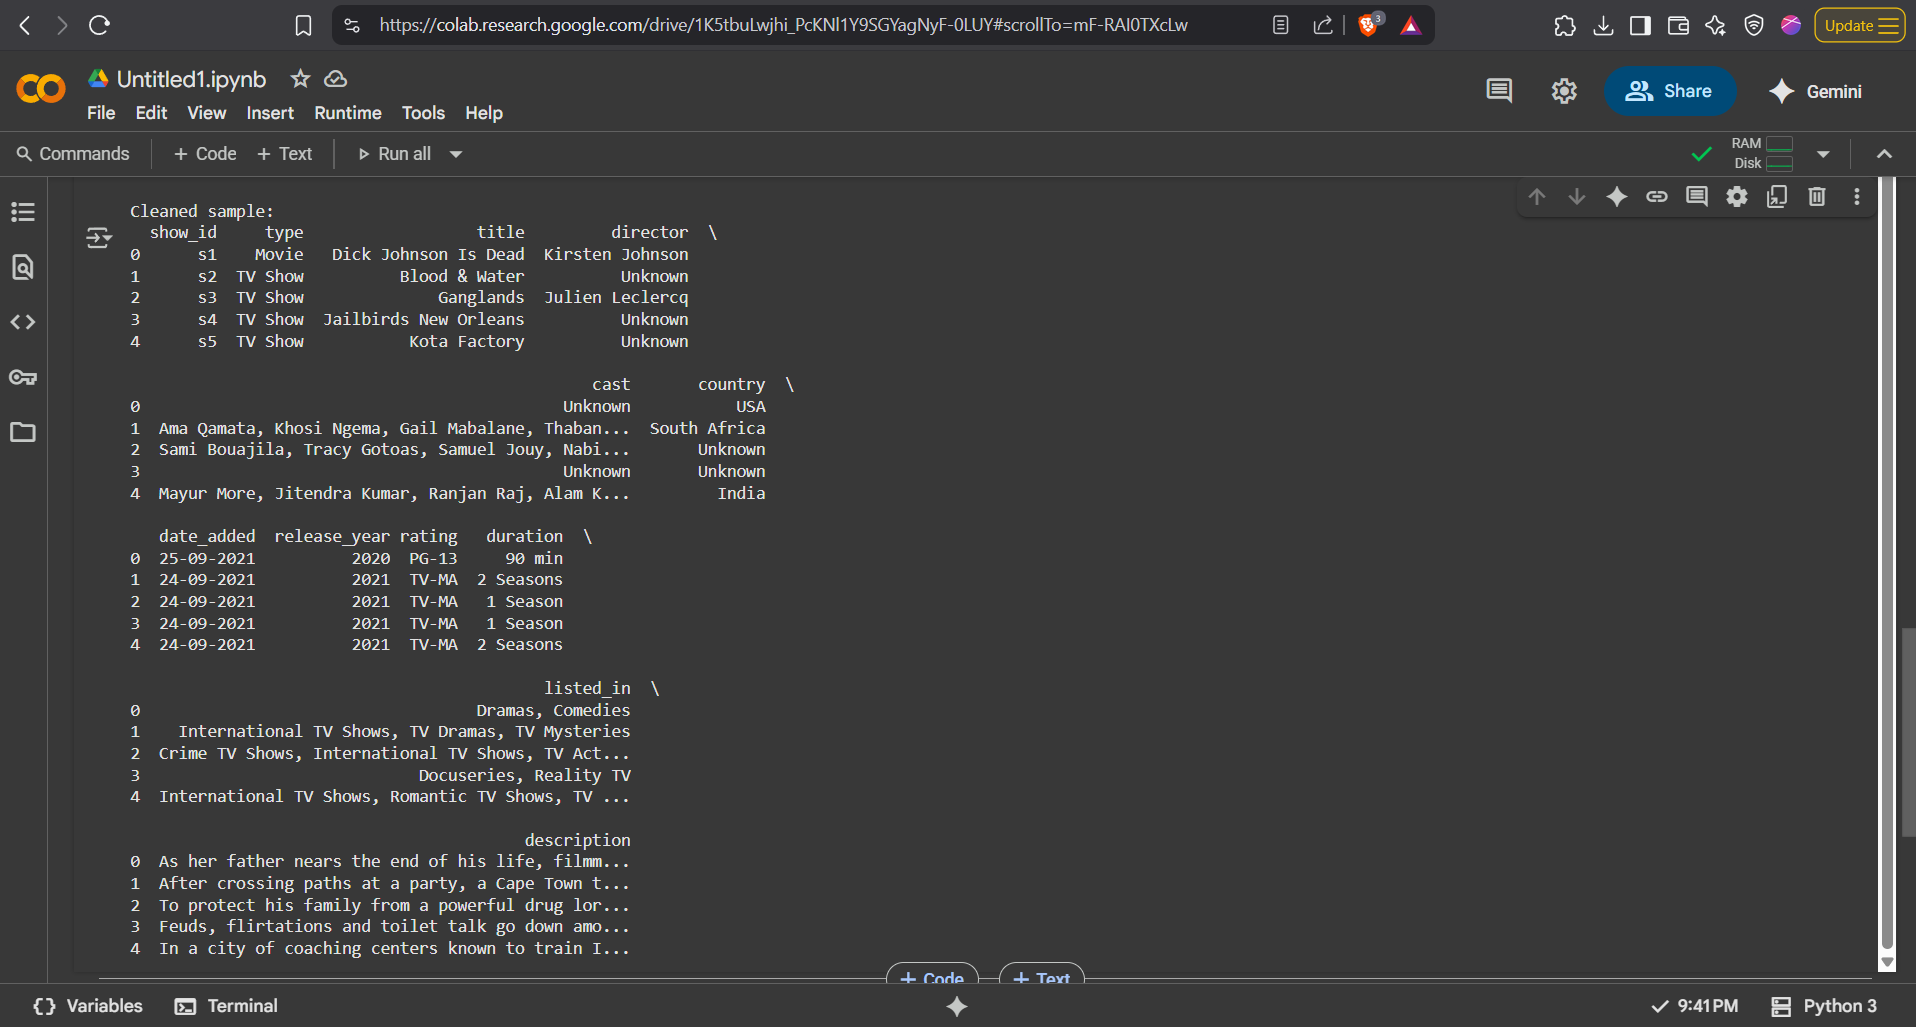 https://colab.research.google.com/drive/1K5tbuLwjhi_PcKNl1Y9SGYagNyF-0LUY#scrollTo=mF-RAI0TXcLw
3
Update
Untitled1.ipynb
File Edit View Insert Runtime Tools Help
Share
Gemini
Commands + Code + Text Run all
RAM
Disk
Cleaned sample:
  show_id     type                  title         director  \
0      s1    Movie   Dick Johnson Is Dead  Kirsten Johnson
1      s2  TV Show          Blood & Water          Unknown
2      s3  TV Show              Ganglands  Julien Leclercq
3      s4  TV Show  Jailbirds New Orleans          Unknown
4      s5  TV Show           Kota Factory          Unknown
                                                cast       country  \
0                                            Unknown           USA
1  Ama Qamata, Khosi Ngema, Gail Mabalane, Thaban...  South Africa
2  Sami Bouajila, Tracy Gotoas, Samuel Jouy, Nabi...       Unknown
3                                            Unknown       Unknown
4  Mayur More, Jitendra Kumar, Ranjan Raj, Alam K...         India
   date_added  release_year rating   duration  \
0  25-09-2021          2020  PG-13     90 min
1  24-09-2021          2021  TV-MA  2 Seasons
2  24-09-2021          2021  TV-MA   1 Season
3  24-09-2021          2021  TV-MA   1 Season
4  24-09-2021          2021  TV-MA  2 Seasons
                                           listed_in  \
0                                   Dramas, Comedies
1    International TV Shows, TV Dramas, TV Mysteries
2  Crime TV Shows, International TV Shows, TV Act...
3                             Docuseries, Reality TV
4  International TV Shows, Romantic TV Shows, TV ...
                                         description
0  As her father nears the end of his life, filmm...
1  After crossing paths at a party, a Cape Town t...
2  To protect his family from a powerful drug lor...
3  Feuds, flirtations and toilet talk go down amo...
4  In a city of coaching centers known to train I...
+ Code + Text
{} Variables Terminal
9:41 PM Python 3